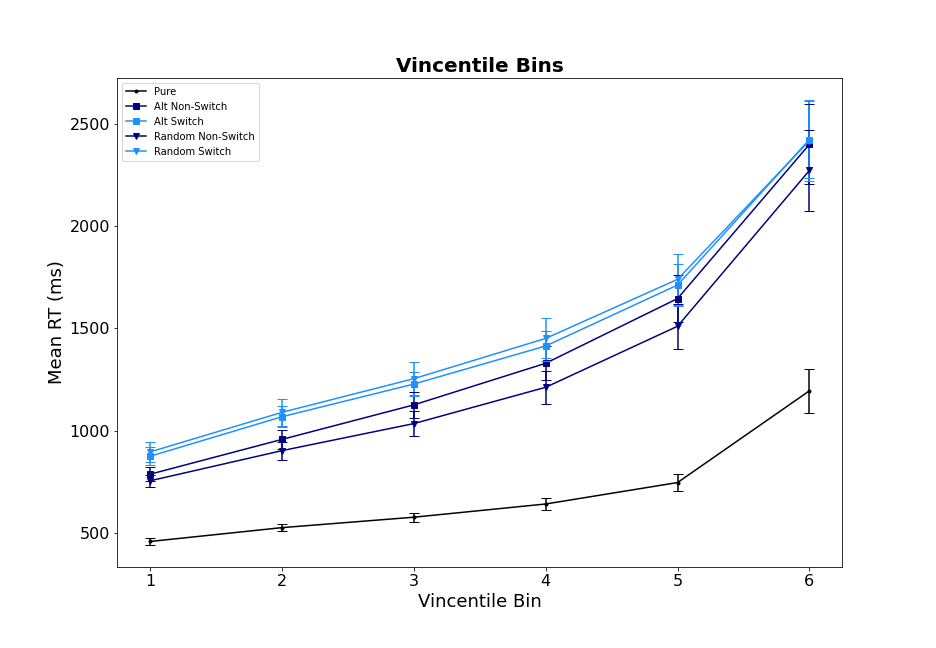 Vincentile Bins
Pure
Alt Non-Switch
Alt Switch
Random Non-Switch
Random Switch
Mean RT (ms)
2500
2000
1500
1000
500
1 2 3 4 5 6
Vincentile Bin